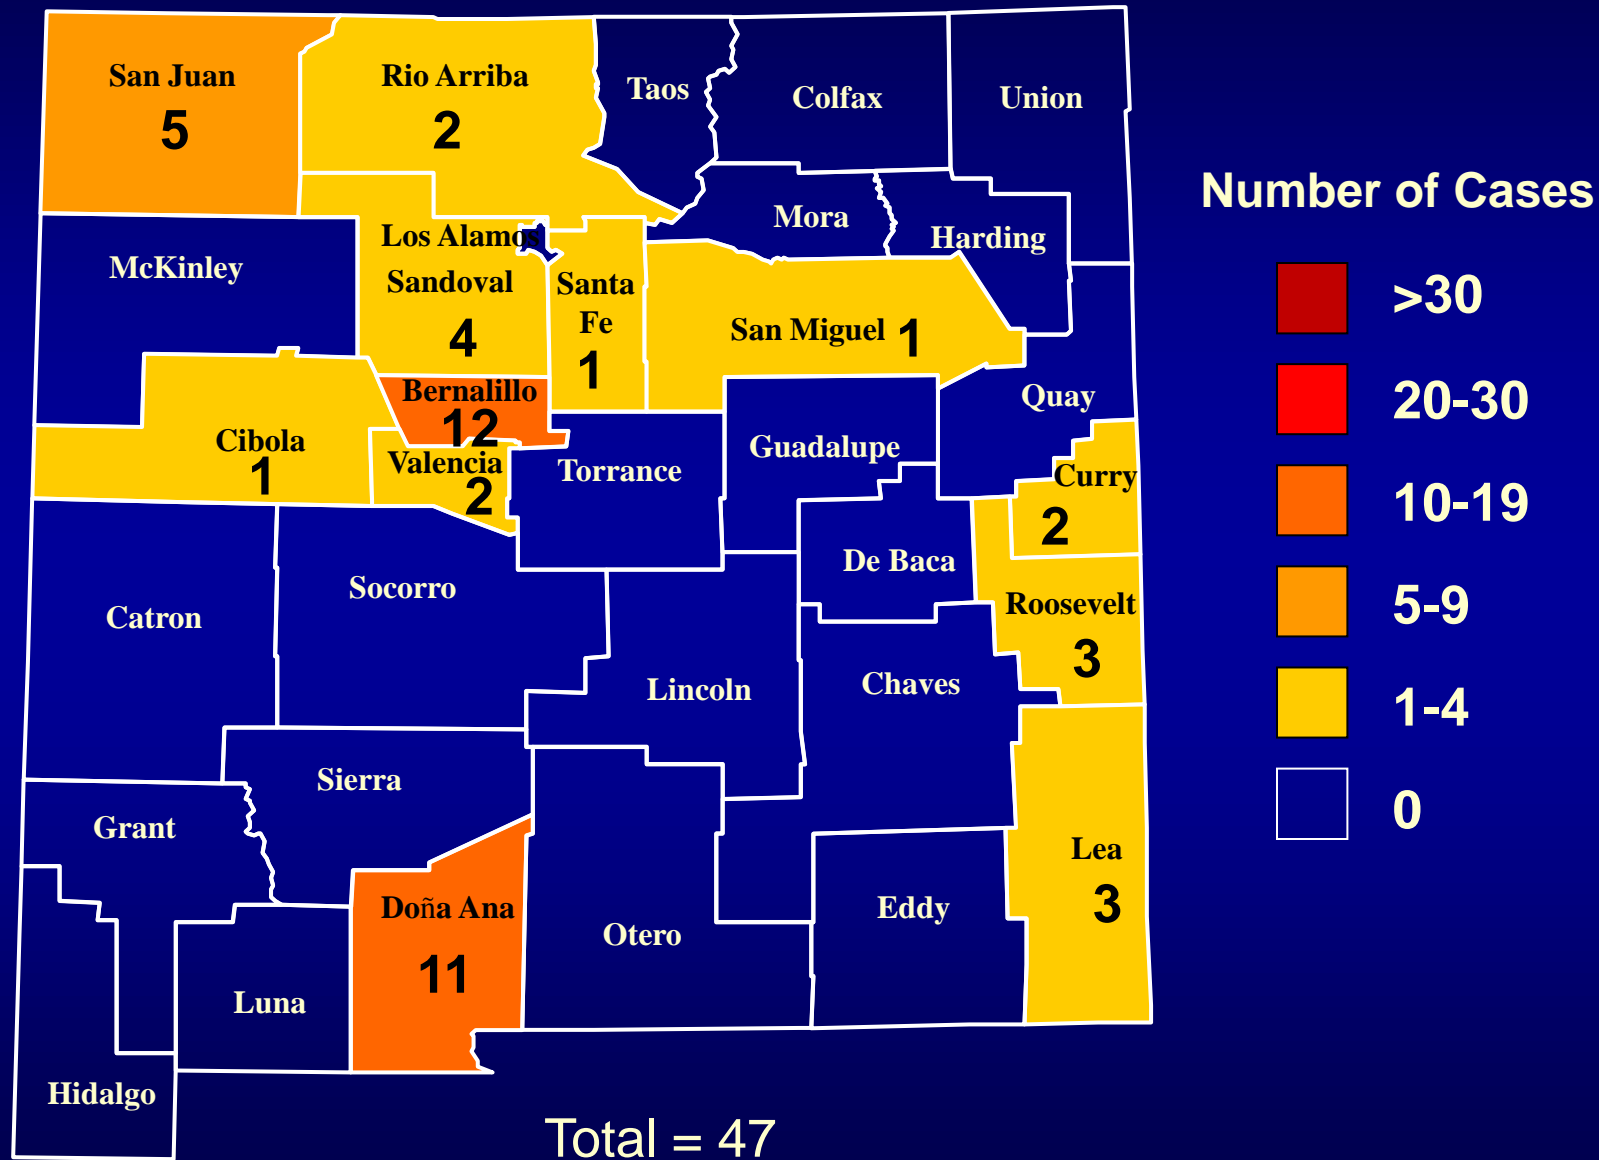 San Juan
5
Rio Arriba
2
Taos
Colfax
Union
Number of Cases
McKinley
Los Alamos
Sandoval
4
Santa
Fe
1
Mora
Harding
San Miguel 1
>30
20-30
10-19
5-9
1-4
0
Bernalillo
12
Cibola
1
Valencia
2
Torrance
Guadalupe
Quay
Curry
2
De Baca
Roosevelt
3
Catron
Socorro
Lincoln
Chaves
Sierra
Grant
Doña Ana
11
Otero
Eddy
Lea
3
Luna
Hidalgo
Total = 47